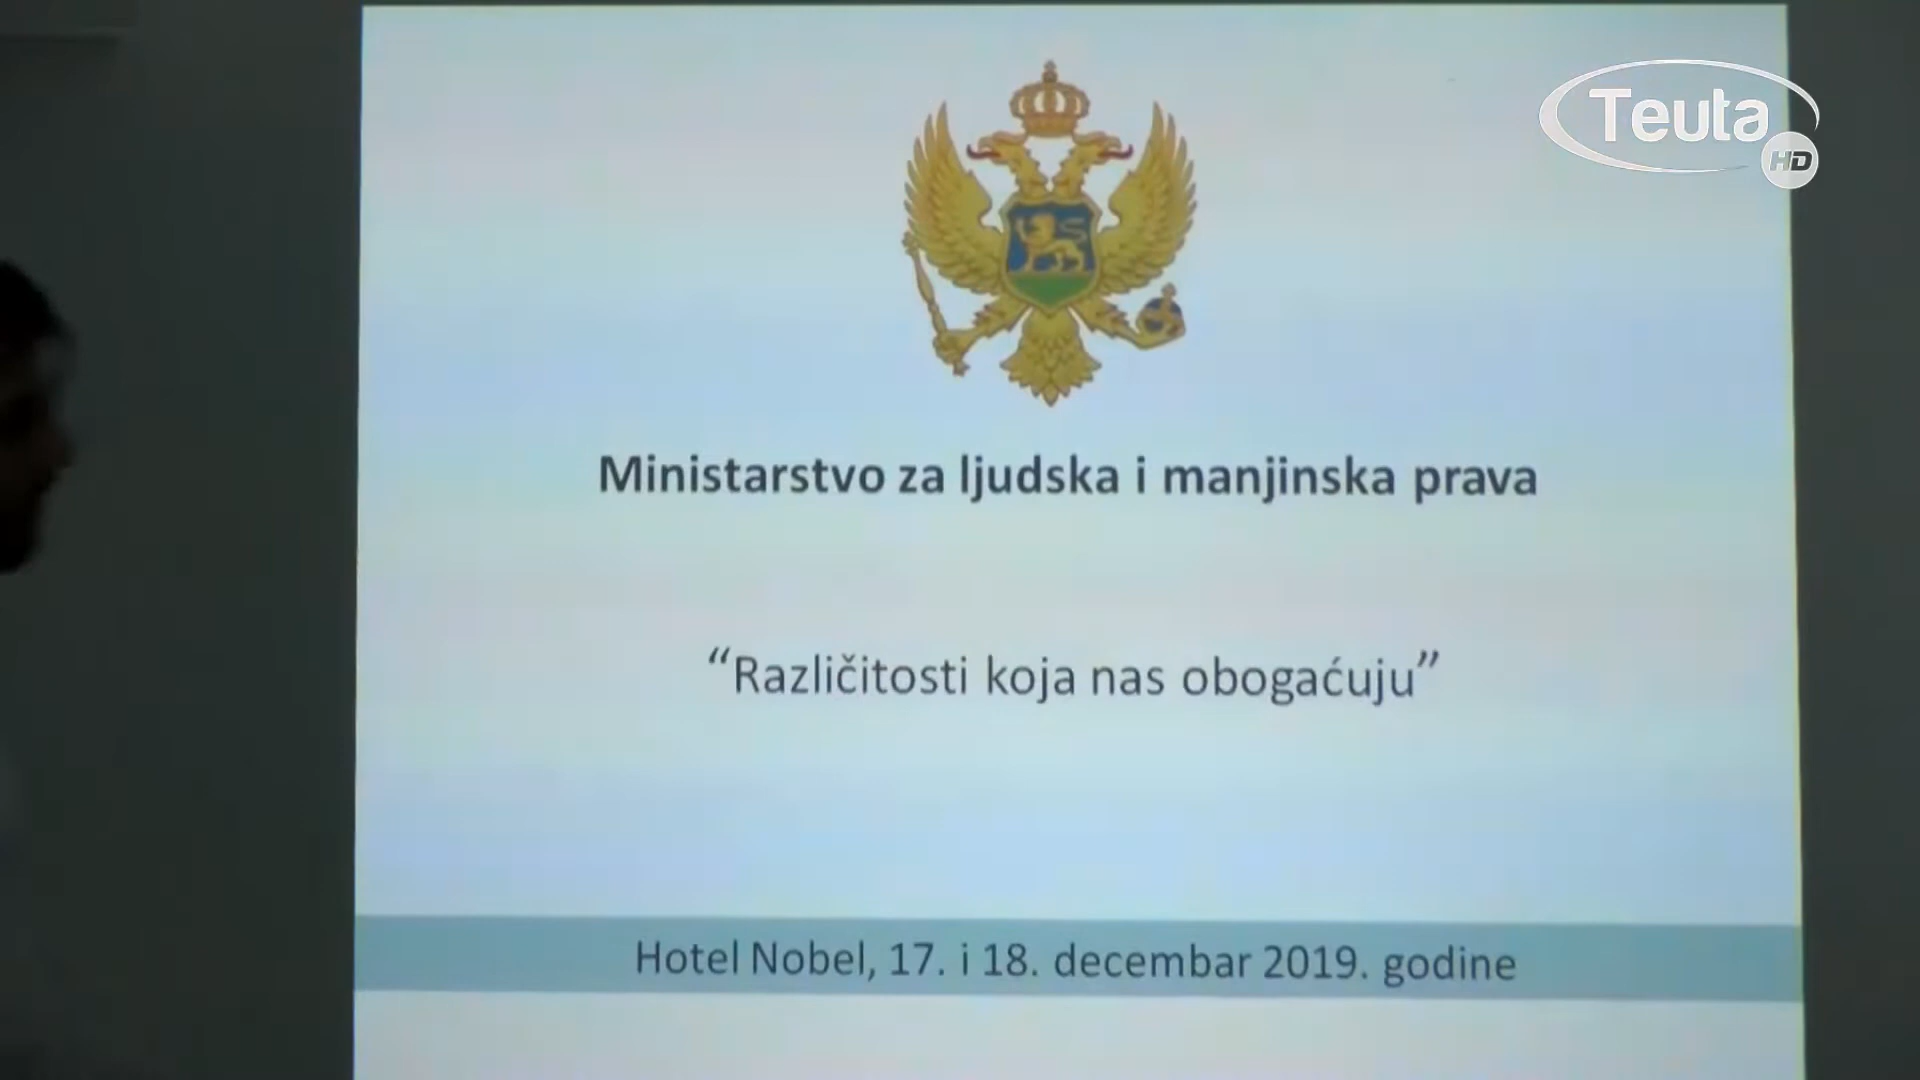 Teuta
HD
Ministarstvo za ljudska i manjinska prava
“Različitosti koja nas obogaćuju”
Hotel Nobel, 17. i 18. decembar 2019. godine